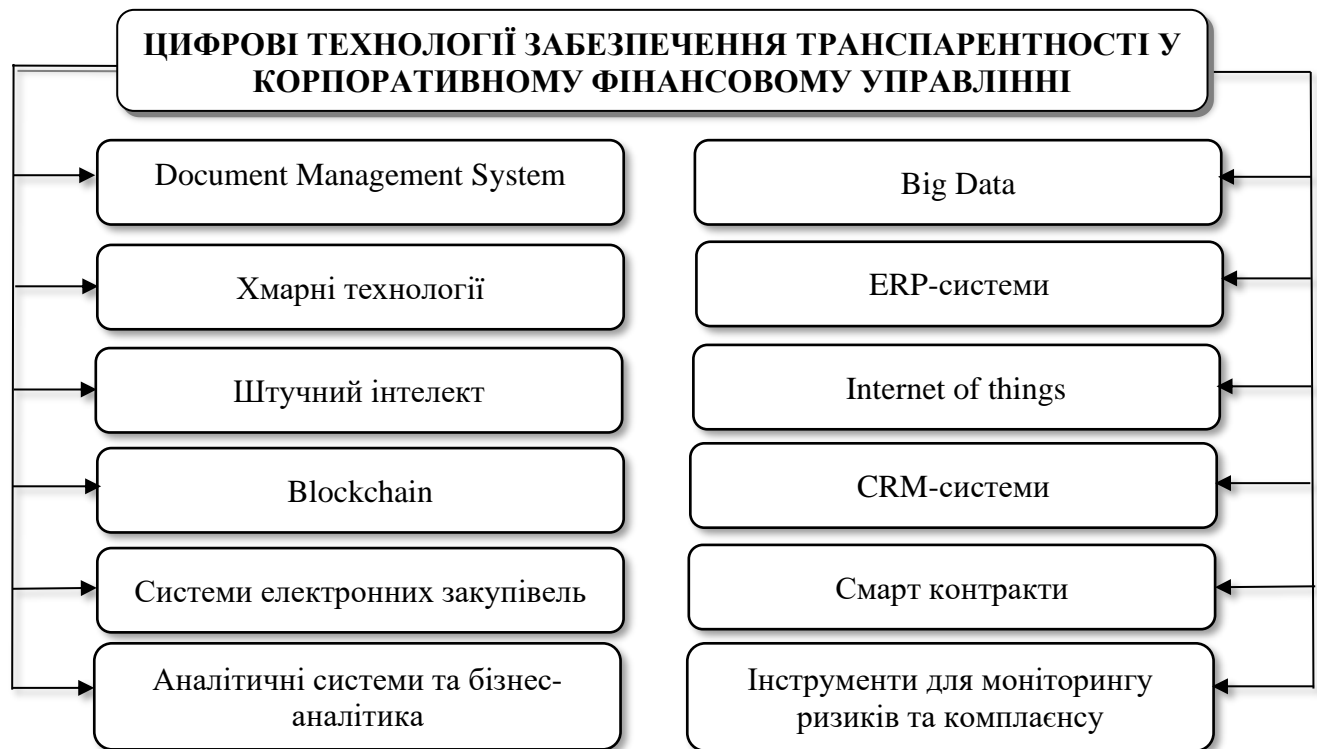 ЦИФРОВІ ТЕХНОЛОГІЇ ЗАБЕЗПЕЧЕННЯ ТРАНСПАРЕНТНОСТІ У
КОРПОРАТИВНОМУ ФІНАНСОВОМУ УПРАВЛІННІ
Document Management System
Big Data
Хмарні технології
ERP-системи
Штучний інтелект
Internet of things
Blockchain
CRM-системи
Системи електронних закупівель
Смарт контракти
Аналітичні системи та бізнес-
аналітика
Інструменти для моніторингу
ризиків та комплаєнсу